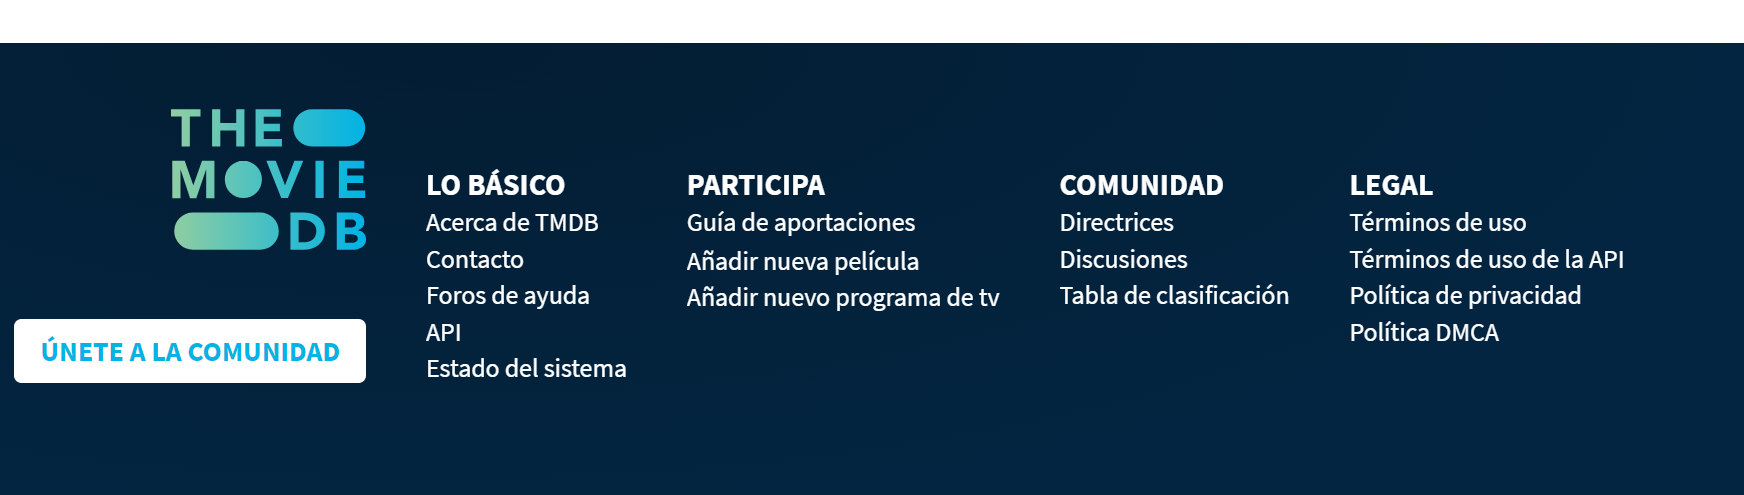 THE
MOVIE
DB
ÚNETE A LA COMUNIDAD
LO BÁSICO
Acerca de TMDB
Contacto
Foros de ayuda
API
Estado del sistema
PARTICIPA
Guía de aportaciones
Añadir nueva película
Añadir nuevo programa de tv
COMUNIDAD
Directrices
Discusiones
Tabla de clasificación
LEGAL
Términos de uso
Términos de uso de la API
Política de privacidad
Política DMCA